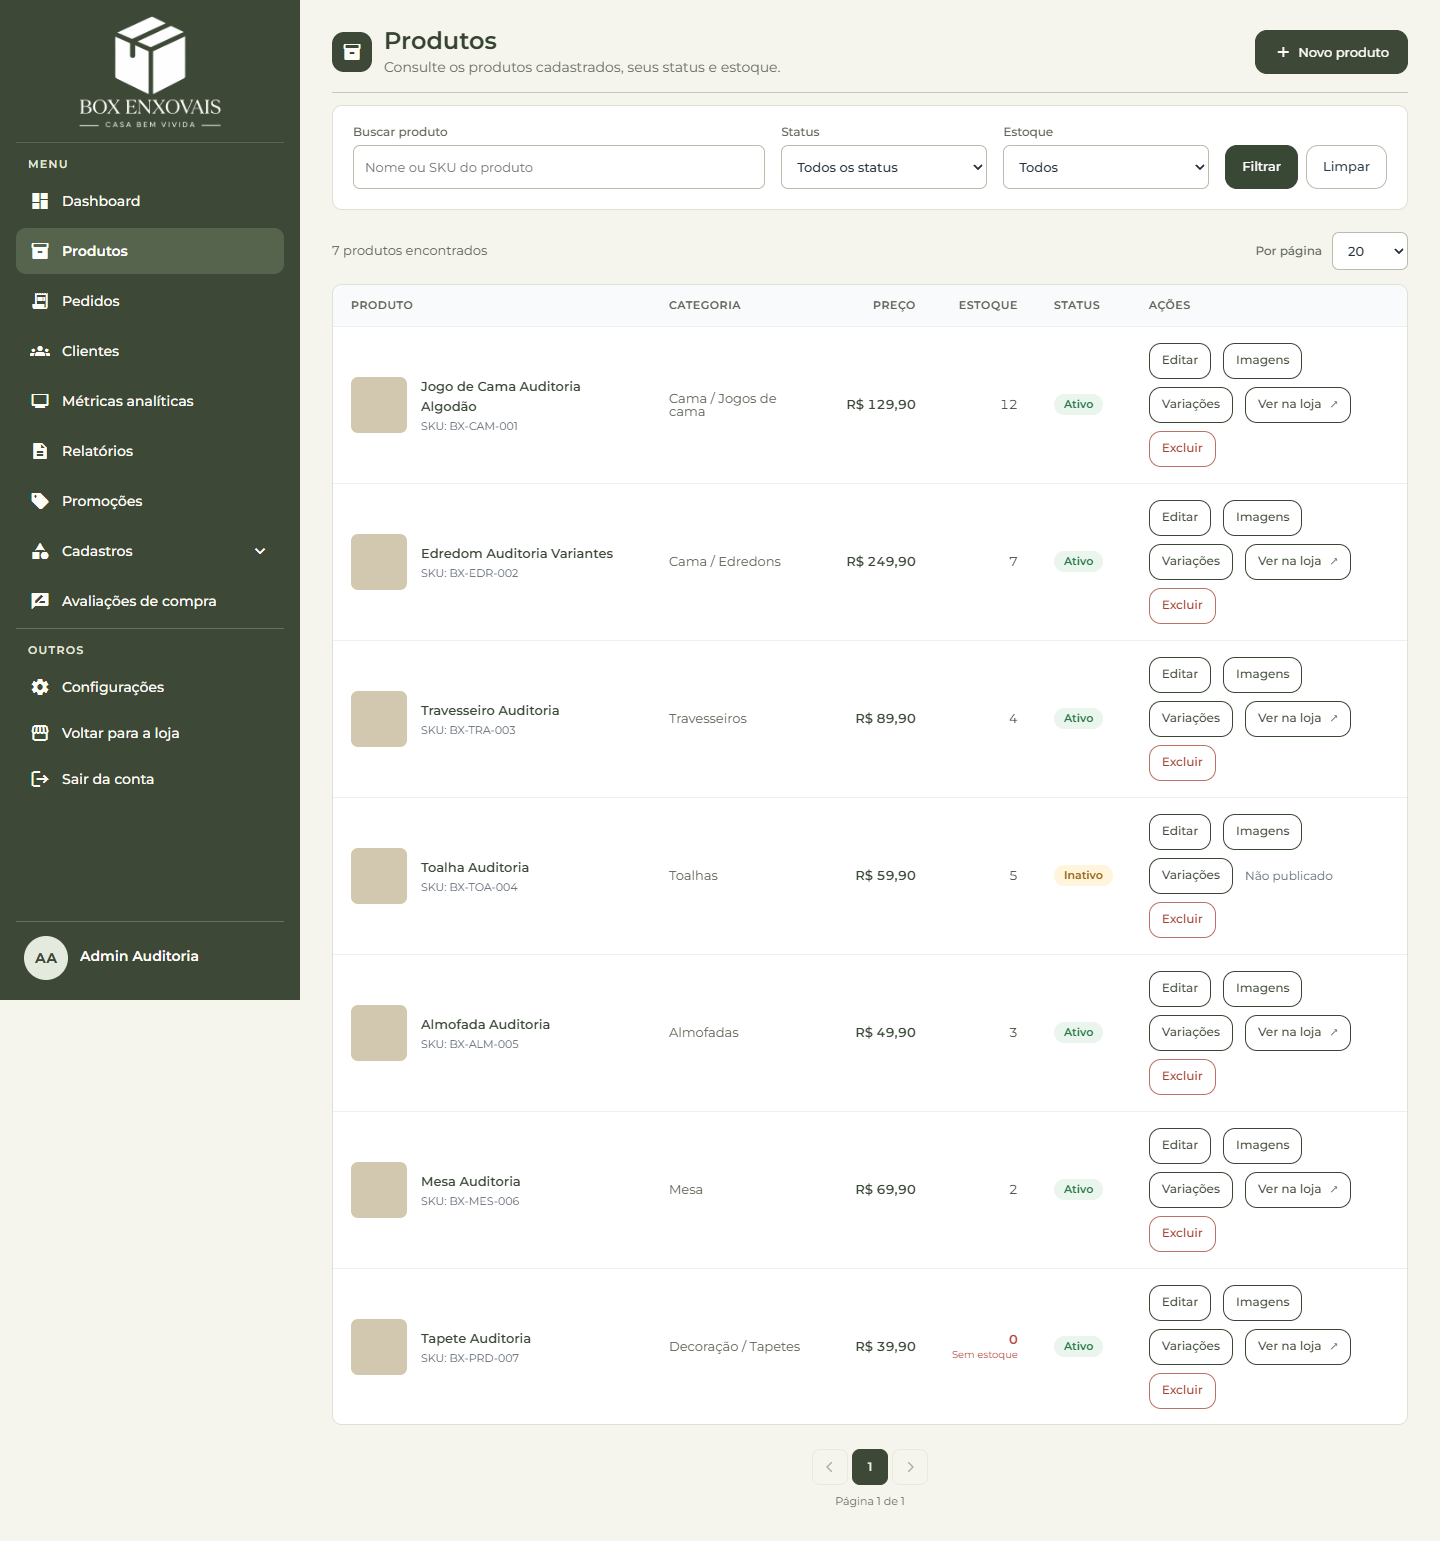 BOX ENXOVAIS
CASA BEM VIVIDA
MENU
Dashboard
Produtos
Pedidos
Clientes
Métricas analíticas
Relatórios
Promoções
Cadastros
Avaliações de compra
OUTROS
Configurações
Voltar para a loja
Sair da conta
AA Admin Auditoria
Produtos
Consulte os produtos cadastrados, seus status e estoque.
+ Novo produto
Buscar produto Status Estoque
Nome ou SKU do produto Todos os status Todos Filtrar Limpar
7 produtos encontrados Por página 20
PRODUTO CATEGORIA PREÇO ESTOQUE STATUS AÇÕES
Jogo de Cama Auditoria
Algodão
SKU: BX-CAM-001
Cama / Jogos de
cama
R$ 129,90 12 Ativo
Editar Imagens
Variações Ver na loja ↗
Excluir
Edredom Auditoria Variantes
SKU: BX-EDR-002
Cama / Edredons R$ 249,90 7 Ativo
Editar Imagens
Variações Ver na loja ↗
Excluir
Travesseiro Auditoria
SKU: BX-TRA-003
Travesseiros R$ 89,90 4 Ativo
Editar Imagens
Variações Ver na loja ↗
Excluir
Toalha Auditoria
SKU: BX-TOA-004
Toalhas R$ 59,90 5 Inativo
Editar Imagens
Variações Não publicado
Excluir
Almofada Auditoria
SKU: BX-ALM-005
Almofadas R$ 49,90 3 Ativo
Editar Imagens
Variações Ver na loja ↗
Excluir
Mesa Auditoria
SKU: BX-MES-006
Mesa R$ 69,90 2 Ativo
Editar Imagens
Variações Ver na loja ↗
Excluir
Tapete Auditoria
SKU: BX-PRD-007
Decoração / Tapetes R$ 39,90 0
Sem estoque
Ativo
Editar Imagens
Variações Ver na loja ↗
Excluir
1
Página 1 de 1